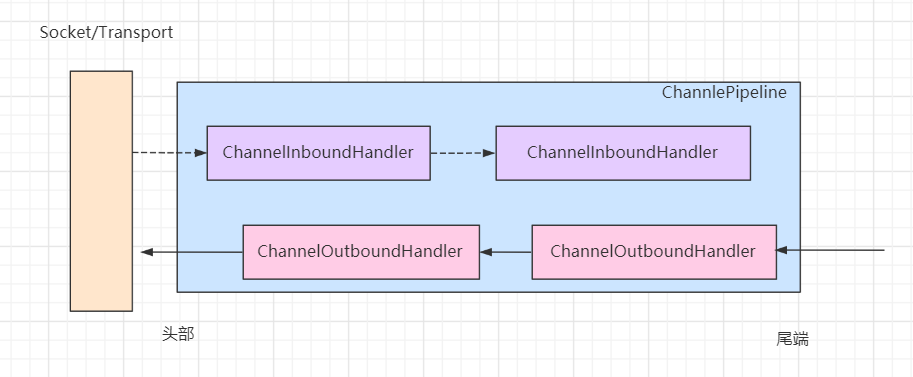 Socket/Transport
ChannlePipeline
ChannelInboundHandler
ChannelInboundHandler
ChannelOutboundHandler
ChannelOutboundHandler
头部
尾端